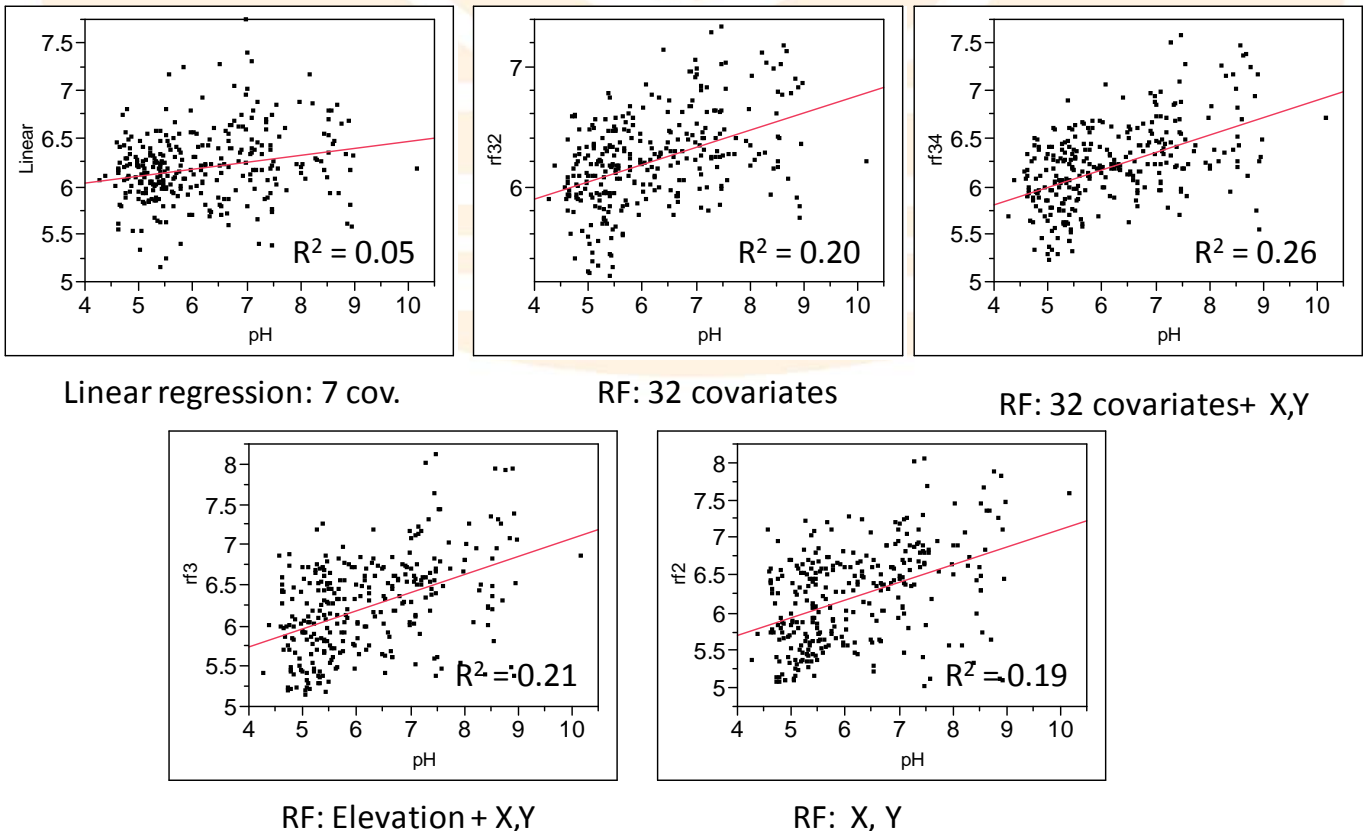 7.5
7
6.5
6
5.5
5
Linear
R² = 0.05
4 5 6 7 8 9 10
pH
Linear regression: 7 cov.
7
6
rf32
R² = 0.20
4 5 6 7 8 9 10
pH
RF: 32 covariates
7.5
7
6.5
6
5.5
5
rf34
R² = 0.26
4 5 6 7 8 9 10
pH
RF: 32 covariates+ X,Y
8
7.5
7
6.5
6
5.5
5
rf3
R² = 0.21
4 5 6 7 8 9 10
pH
RF: Elevation + X,Y
8
7.5
7
6.5
6
5.5
5
rf2
R² = 0.19
4 5 6 7 8 9 10
pH
RF: X, Y